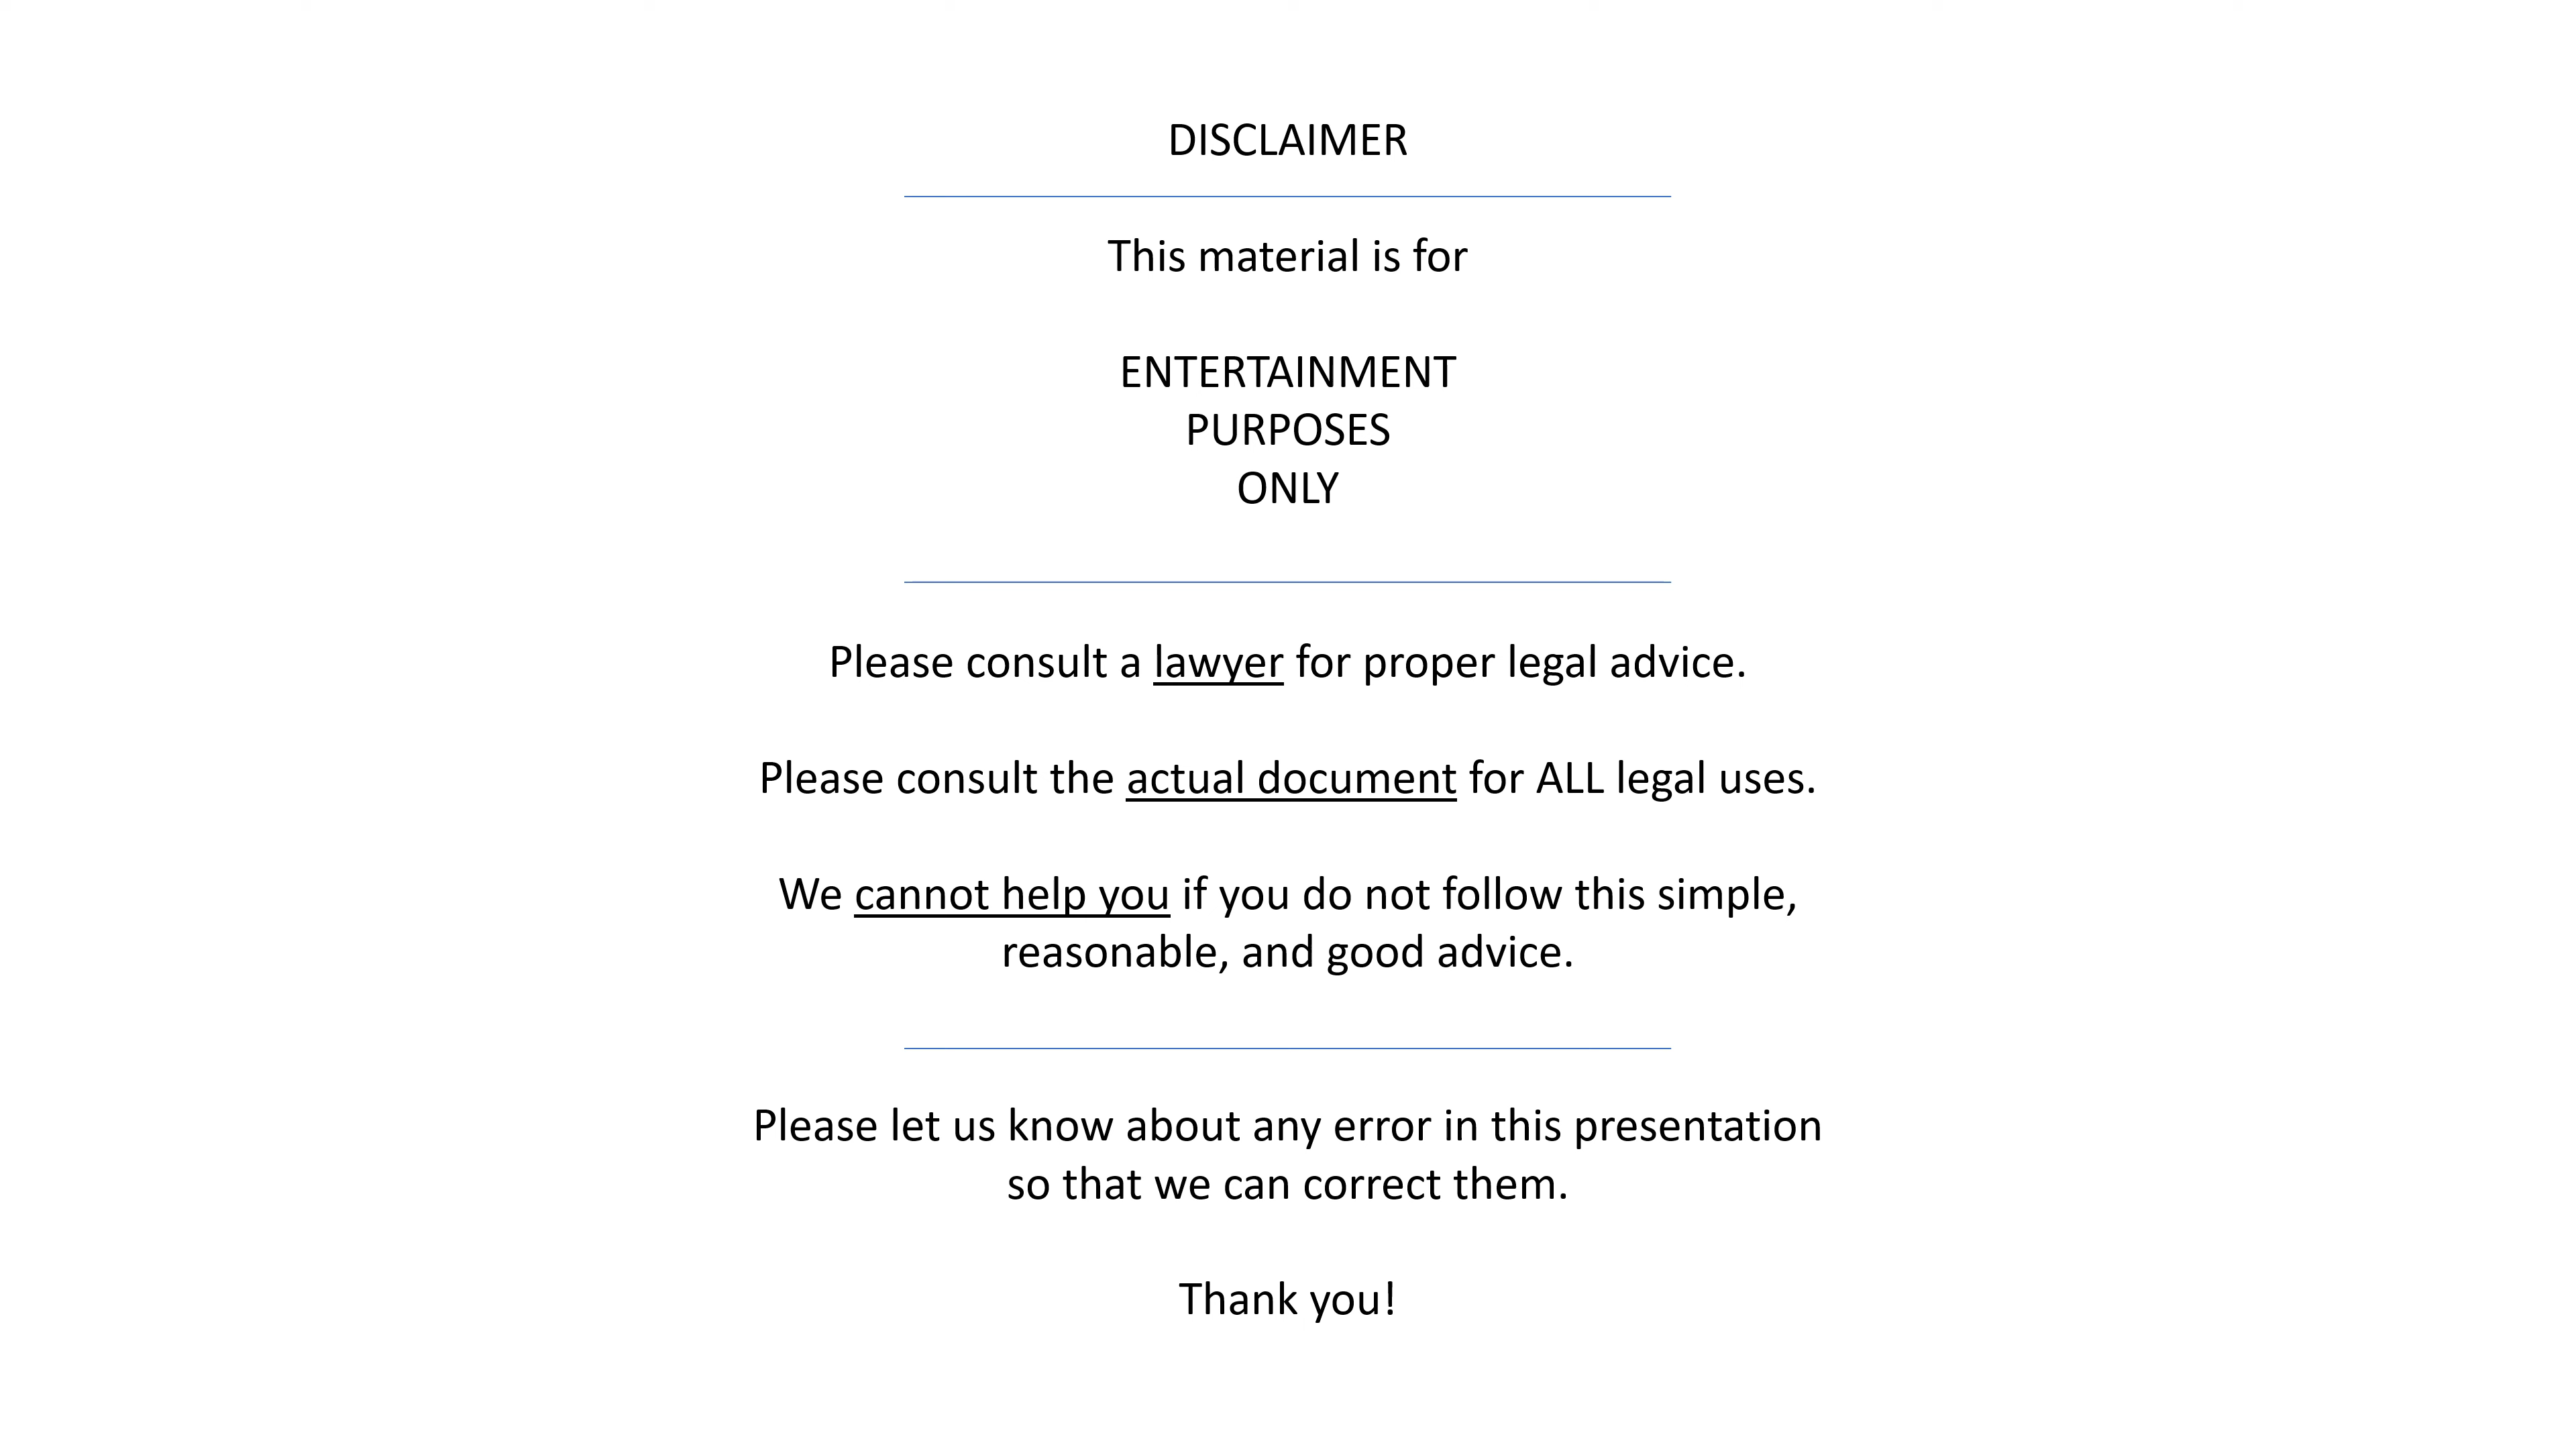 DISCLAIMER
This material is for
ENTERTAINMENT
PURPOSES
ONLY
Please consult a lawyer for proper legal advice.
Please consult the actual document for ALL legal uses.
We cannot help you if you do not follow this simple,
reasonable, and good advice.
Please let us know about any error in this presentation
so that we can correct them.
Thank you!